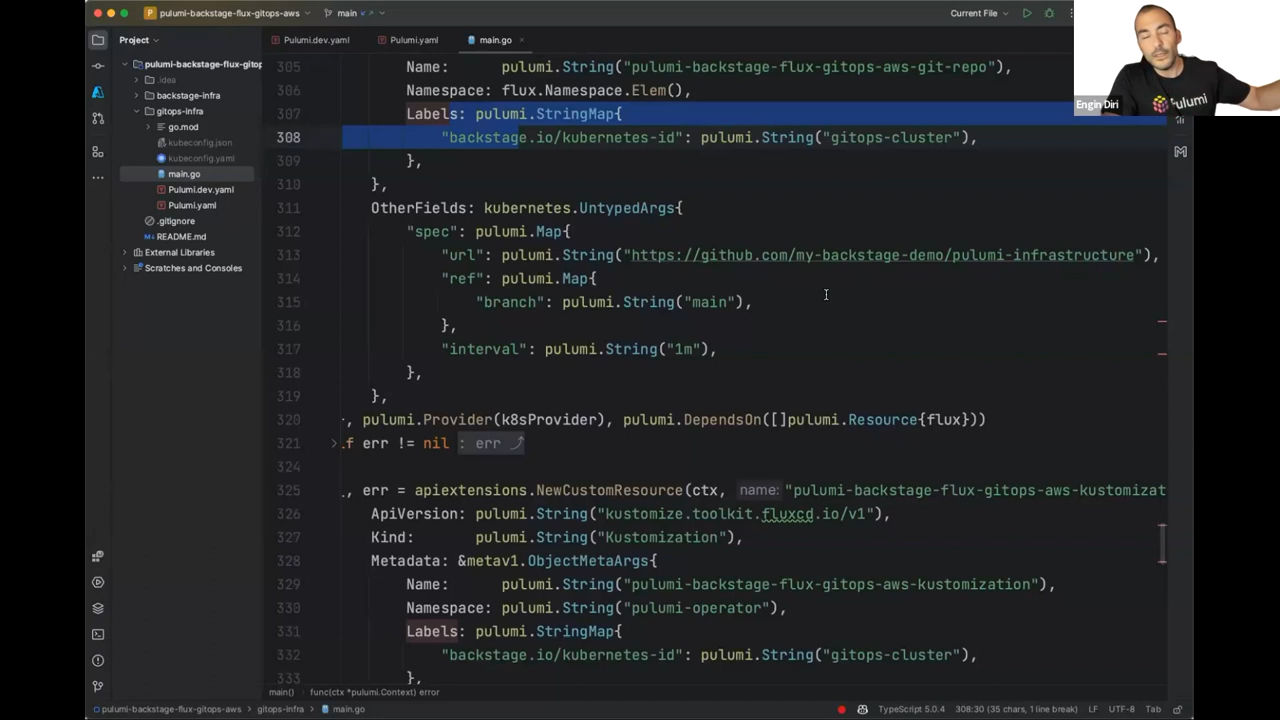 pulumi-backstage-flux-gitops-aws
main
Current File
Project
Pulumi.dev.yaml
Pulumi.yaml
main.go
pulumi-backstage-flux-gitop
.idea
backstage-infra
gitops-infra
go.mod
kubeconfig.json
kubeconfig.yaml
main.go
Pulumi.dev.yaml
Pulumi.yaml
.gitignore
README.md
External Libraries
Scratches and Consoles
305 Name: pulumi.String("pulumi-backstage-flux-gitops-aws-git-repo"),
306 Namespace: flux.Namespace.Elem(),
307 Labels: pulumi.StringMap{
308 "backstage.io/kubernetes-id": pulumi.String("gitops-cluster"),
309 },
310 },
311 OtherFields: kubernetes.UntypedArgs{
312 "spec": pulumi.Map{
313 "url": pulumi.String("https://github.com/my-backstage-demo/pulumi-infrastructure"),
314 "ref": pulumi.Map{
315 "branch": pulumi.String("main"),
316 },
317 "interval": pulumi.String("1m"),
318 },
319 },
320 , pulumi.Provider(k8sProvider), pulumi.DependsOn([]pulumi.Resource{flux}))
321 if err != nil : err
324
325 , err = apiextensions.NewCustomResource(ctx, name: "pulumi-backstage-flux-gitops-aws-kustomizat
326 ApiVersion: pulumi.String("kustomize.toolkit.fluxcd.io/v1"),
327 Kind: pulumi.String("Kustomization"),
328 Metadata: &metav1.ObjectMetaArgs{
329 Name: pulumi.String("pulumi-backstage-flux-gitops-aws-kustomization"),
330 Namespace: pulumi.String("pulumi-operator"),
331 Labels: pulumi.StringMap{
332 "backstage.io/kubernetes-id": pulumi.String("gitops-cluster"),
333 },
main() func(ctx *pulumi.Context) error
pulumi-backstage-flux-gitops-aws > gitops-infra > main.go
TypeScript 5.0.4 308:30 (35 chars, 1 line break) LF UTF-8 Tab
Engin Diri
Pulumi